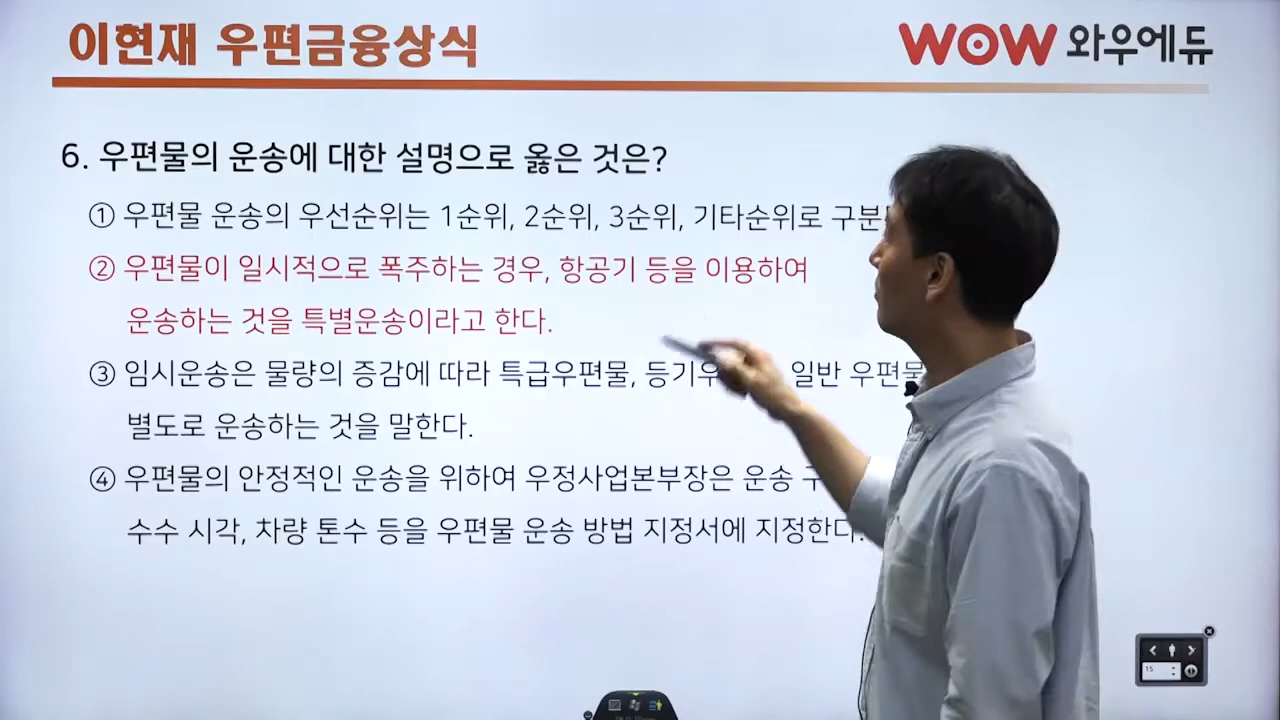 이현재 우편금융상식
WOW 와우에듀
6. 우편물의 운송에 대한 설명으로 옳은 것은?
① 우편물 운송의 우선순위는 1순위, 2순위, 3순위, 기타순위로
② 우편물이 일시적으로 폭주하는 경우, 항공기 등을 이용하여
운송하는 것을 특별운송이라고 한다.
③ 임시운송은 물량의 증감에 따라 특급우편물, 일반
별도로 운송하는 것을 말한다.
④ 우편물의 안정적인 운송을 위하여 우정사업본부장은 운송
수수 시각, 차량 톤수 등을 우편물 운송 방법 지정서에 지정한다.
15